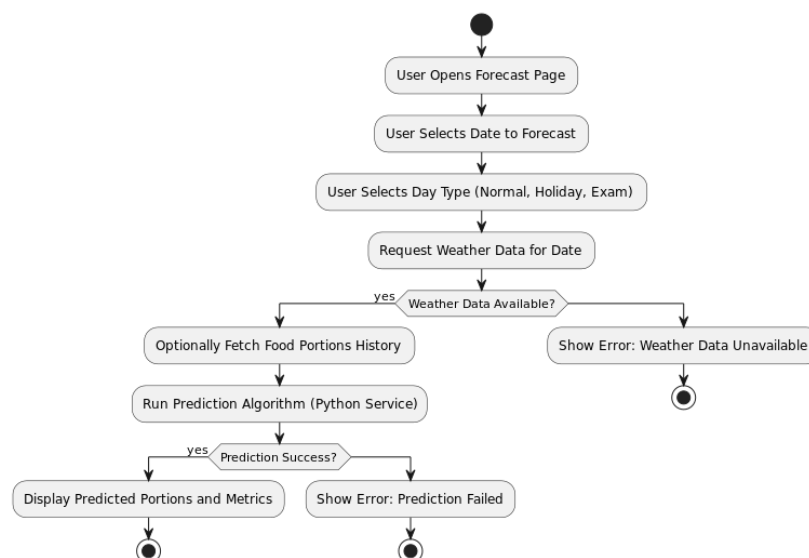 User Opens Forecast Page
User Selects Date to Forecast
User Selects Day Type (Normal, Holiday, Exam)
Request Weather Data for Date
yes
Weather Data Available?
Optionally Fetch Food Portions History
Show Error: Weather Data Unavailable
Run Prediction Algorithm (Python Service)
yes
Prediction Success?
Display Predicted Portions and Metrics
Show Error: Prediction Failed